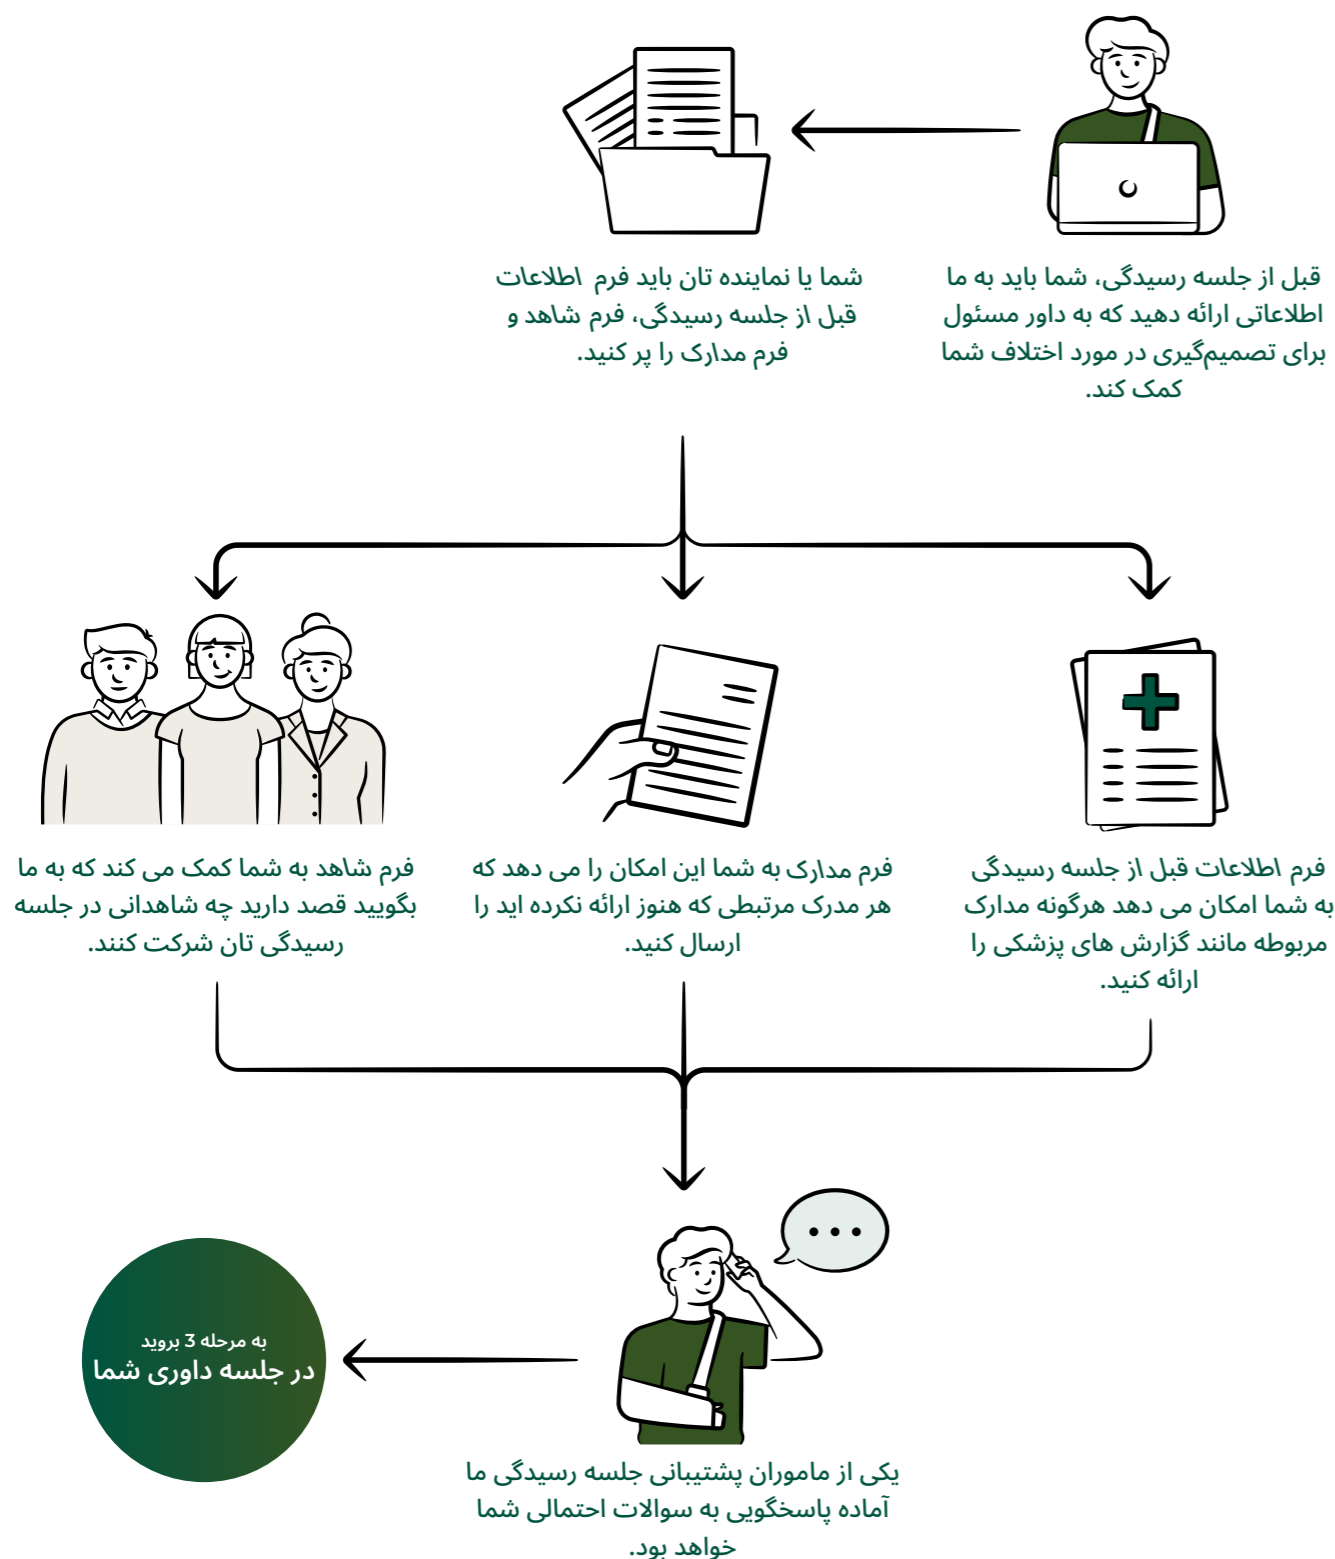 قبل از جلسه رسیدگی، شما باید به ما
اطلاعاتی ارائه دهید که به داور مسئول
برای تصمیم‌گیری در مورد اختلاف شما
کمک کند.
شما یا نماینده تان باید فرم اطلاعات
قبل از جلسه رسیدگی، فرم شاهد و
فرم مدارک را پر کنید.
فرم اطلاعات قبل از جلسه رسیدگی
به شما امکان می دهد هرگونه مدارک
مربوطه مانند گزارش های پزشکی را
ارائه کنید.
فرم مدارک به شما این امکان را می دهد که
هر مدرک مرتبطی که هنوز ارائه نکرده اید را
ارسال کنید.
فرم شاهد به شما کمک می کند که به ما
بگویید قصد دارید چه شاهدانی در جلسه
رسیدگی تان شرکت کنند.
یکی از ماموران پشتیبانی جلسه رسیدگی ما
آماده پاسخگویی به سوالات احتمالی شما
خواهد بود.
به مرحله 3 بروید
در جلسه داوری شما